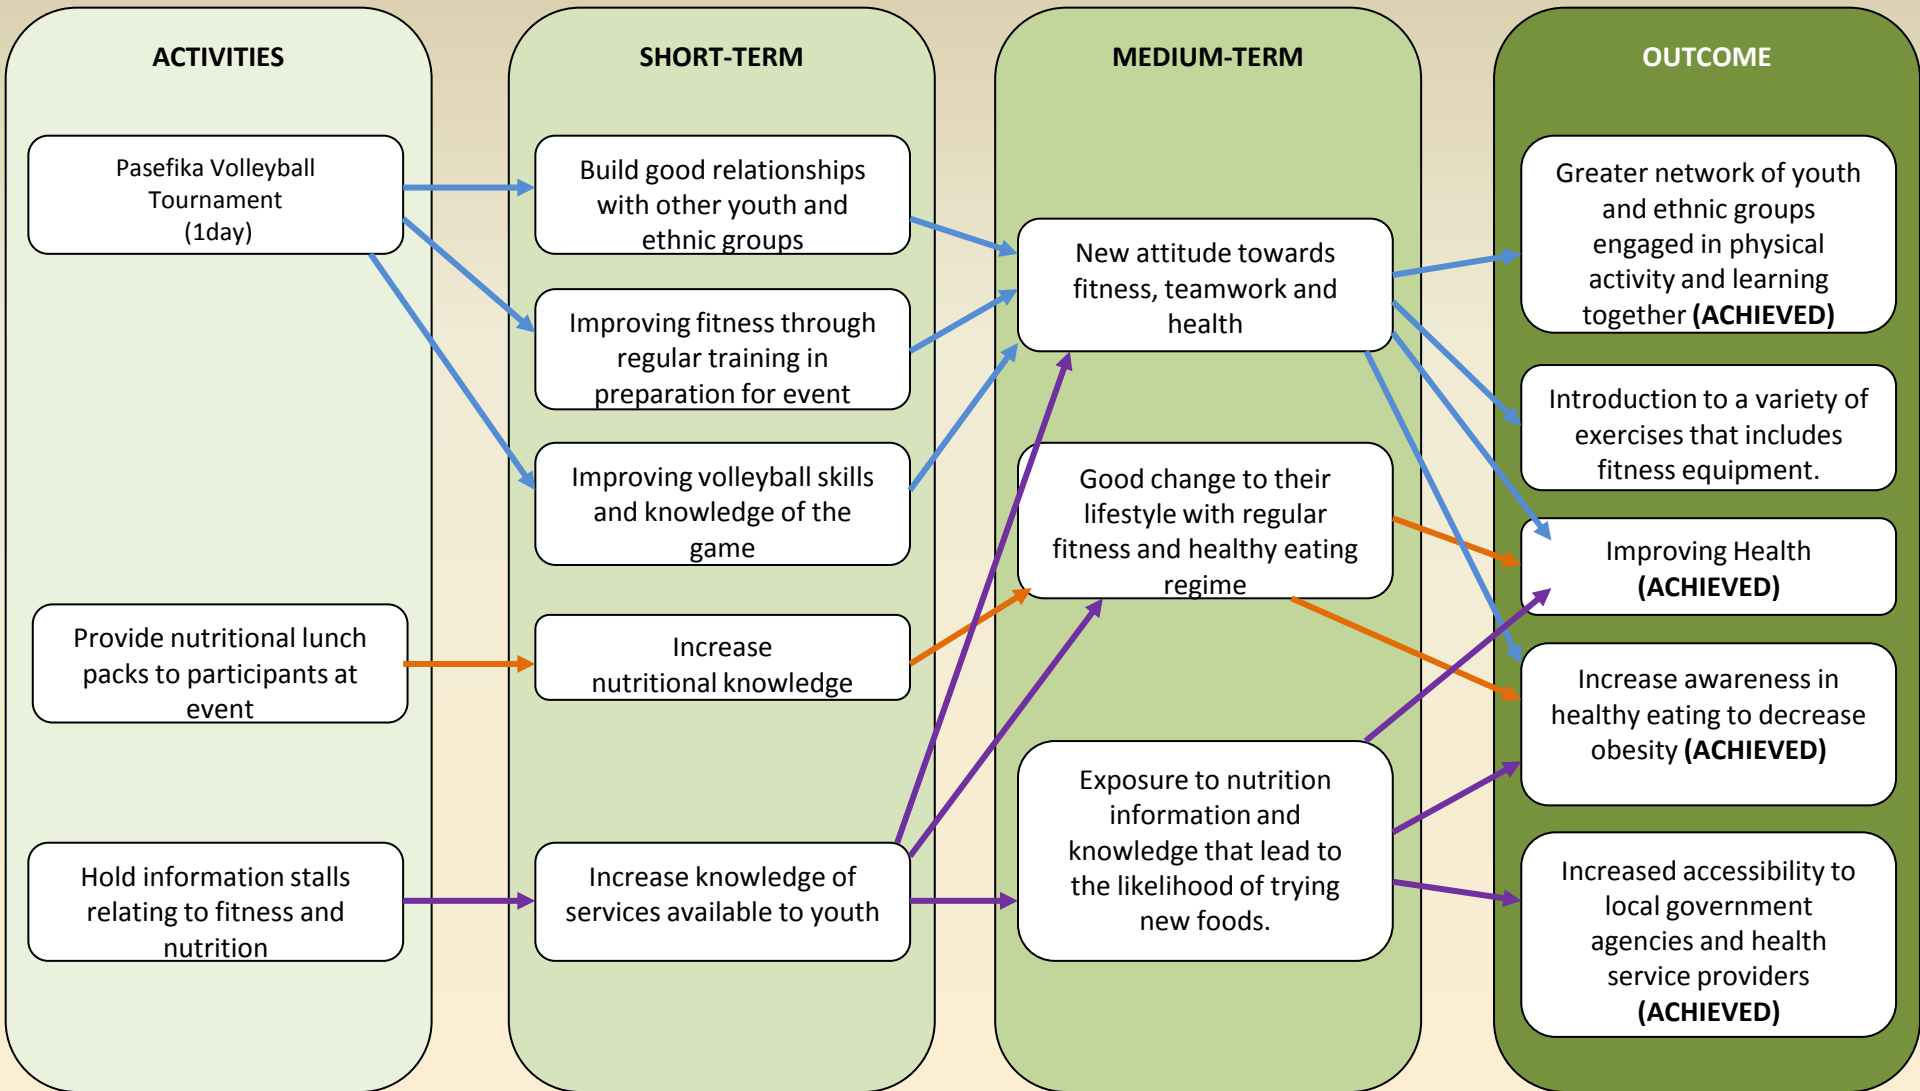 ACTIVITIES
Pasefika Volleyball
Tournament
(1day)
Provide nutritional lunch
packs to participants at
event
Hold information stalls
relating to fitness and
nutrition
SHORT-TERM
Build good relationships
with other youth and
ethnic groups
Improving fitness through
regular training in
preparation for event
Improving volleyball skills
and knowledge of the
game
Increase
nutritional knowledge
Increase knowledge of
services available to youth
MEDIUM-TERM
New attitude towards
fitness, teamwork and
health
Good change to their
lifestyle with regular
fitness and healthy eating
regime
Exposure to nutrition
information and
knowledge that lead to
the likelihood of trying
new foods.
OUTCOME
Greater network of youth
and ethnic groups
engaged in physical
activity and learning
together (ACHIEVED)
Introduction to a variety of
exercises that includes
fitness equipment.
Improving Health
(ACHIEVED)
Increase awareness in
healthy eating to decrease
obesity (ACHIEVED)
Increased accessibility to
local government
agencies and health
service providers
(ACHIEVED)